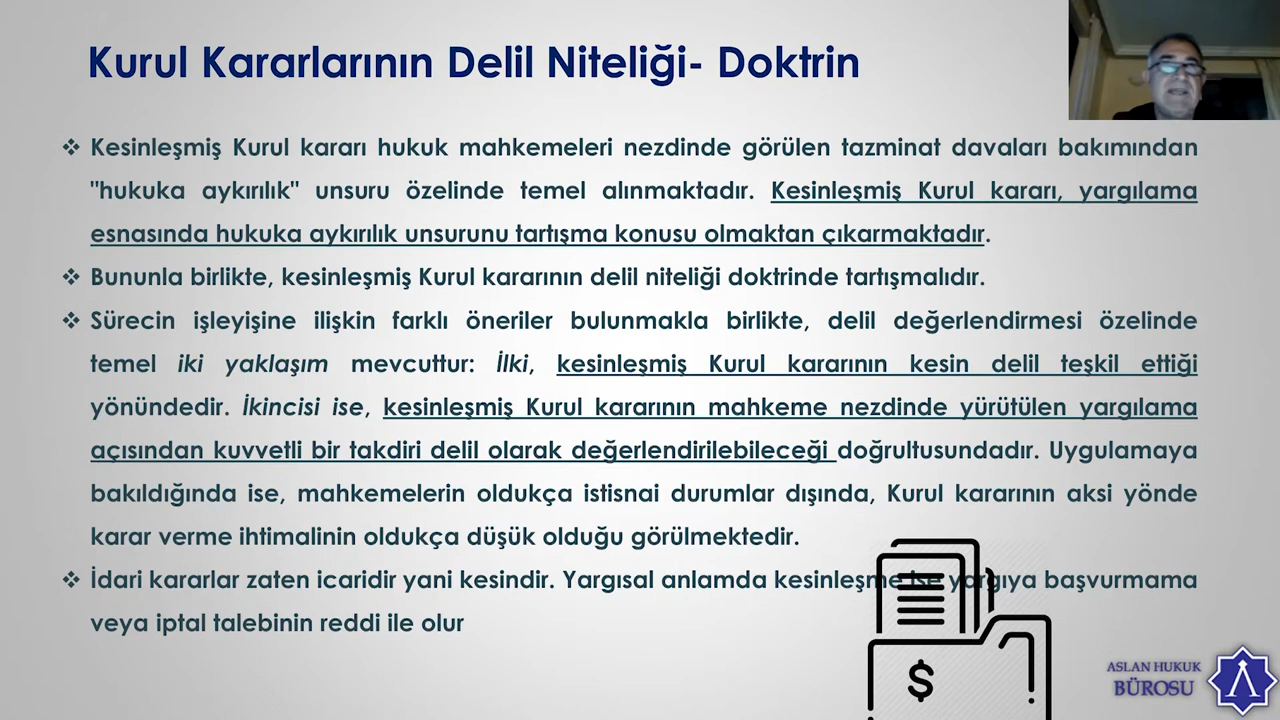 Kurul Kararlarının Delil Niteliği- Doktrin
❖ Kesinleşmiş Kurul kararı hukuk mahkemeleri nezdinde görülen tazminat davaları bakımından
"hukuka aykırılık" unsuru özelinde temel alınmaktadır. Kesinleşmiş Kurul kararı, yargılama
esnasında hukuka aykırılık unsurunu tartışma konusu olmaktan çıkarmaktadır.
❖ Bununla birlikte, kesinleşmiş Kurul kararının delil niteliği doktrinde tartışmalıdır.
❖ Sürecin işleyişine ilişkin farklı öneriler bulunmakla birlikte, delil değerlendirmesi özelinde
temel iki yaklaşım mevcuttur: İlki, kesinleşmiş Kurul kararının kesin delil teşkil ettiği
yönündedir. İkincisi ise, kesinleşmiş Kurul kararının mahkeme nezdinde yürütülen yargılama
açısından kuvvetli bir takdiri delil olarak değerlendirilebileceği doğrultusundadır. Uygulamaya
bakıldığında ise, mahkemelerin oldukça istisnai durumlar dışında, Kurul kararının aksi yönde
karar verme ihtimalinin oldukça düşük olduğu görülmektedir.
❖ İdari kararlar zaten icaridir yani kesindir. Yargısal anlamda kesinleşme ise yargıya başvurmama
veya iptal talebinin reddi ile olur
$
ASLAN HUKUK
BÜROSU